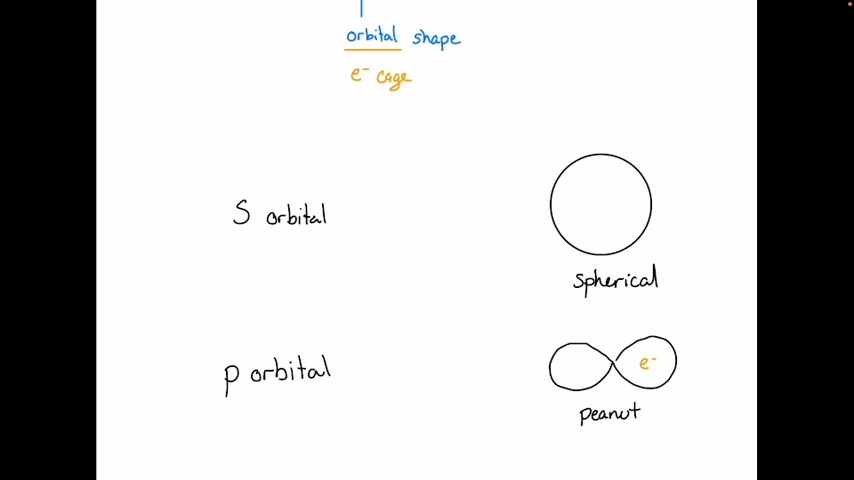 orbital shape
e⁻ cage
S orbital
spherical
p orbital
e⁻
peanut